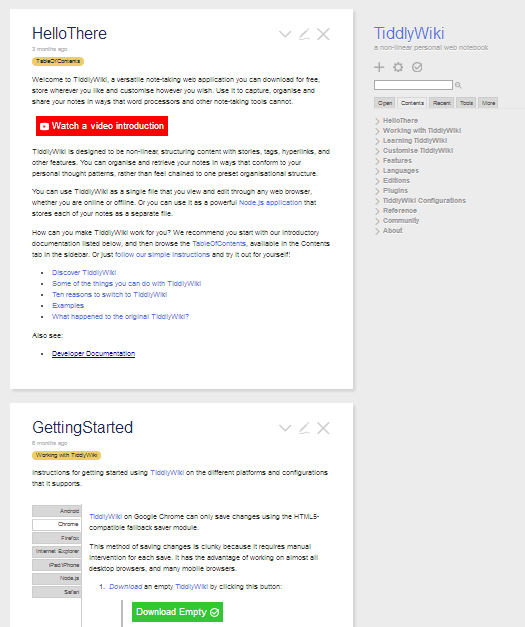 HelloThere
3 months ago
TableOfContents
Welcome to TiddlyWiki, a versatile note-taking web application you can download for free,
store wherever you like and customise however you wish. Use it to capture, organise and
share your notes in ways that word processors and other note-taking tools cannot.
Watch a video introduction
TiddlyWiki is designed to be non-linear, structuring content with stories, tags, hyperlinks, and
other features. You can organise and retrieve your notes in ways that conform to your
personal thought patterns, rather than feel chained to one preset organisational structure.
You can use TiddlyWiki as a single file that you view and edit through any web browser,
whether you are online or offline. Or you can use it as a powerful Node.js application that
stores each of your notes as a separate file.
How can you make TiddlyWiki work for you? We recommend you start with our introductory
documentation listed below, and then browse the TableOfContents, available in the Contents
tab in the sidebar. Or just follow our simple instructions and try it out for yourself!
Discover TiddlyWiki
Some of the things you can do with TiddlyWiki
Ten reasons to switch to TiddlyWiki
Examples
What happened to the original TiddlyWiki?
Also see:
Developer Documentation
GettingStarted
6 months ago
Working with TiddlyWiki
Instructions for getting started using TiddlyWiki on the different platforms and configurations
that it supports.
Android
Chrome
Firefox
Internet Explorer
iPad/iPhone
Node.js
Safari
TiddlyWiki on Google Chrome can only save changes using the HTML5-
compatible fallback saver module.
This method of saving changes is clunky because it requires manual
intervention for each save. It has the advantage of working on almost all
desktop browsers, and many mobile browsers.
1. Download an empty TiddlyWiki by clicking this button:
Download Empty
TiddlyWiki
a non-linear personal web notebook
Open Contents Recent Tools More
HelloThere
Working with TiddlyWiki
Learning TiddlyWiki
Customise TiddlyWiki
Features
Languages
Editions
Plugins
TiddlyWiki Configurations
Reference
Community
About